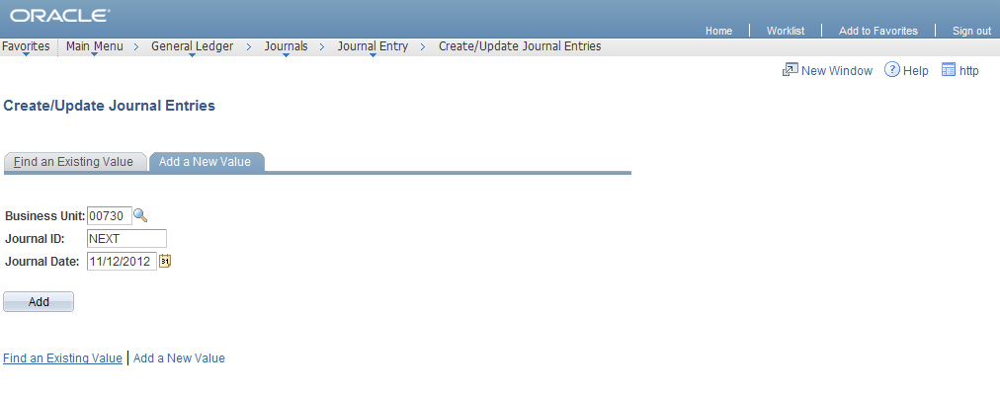 ORACLE®
Home Worklist Add to Favorites Sign out
Favorites Main Menu > General Ledger > Journals > Journal Entry > Create/Update Journal Entries
New Window Help http
Create/Update Journal Entries
Find an Existing Value Add a New Value
Business Unit: 00730
Journal ID: NEXT
Journal Date: 11/12/2012 31
Add
Find an Existing Value | Add a New Value